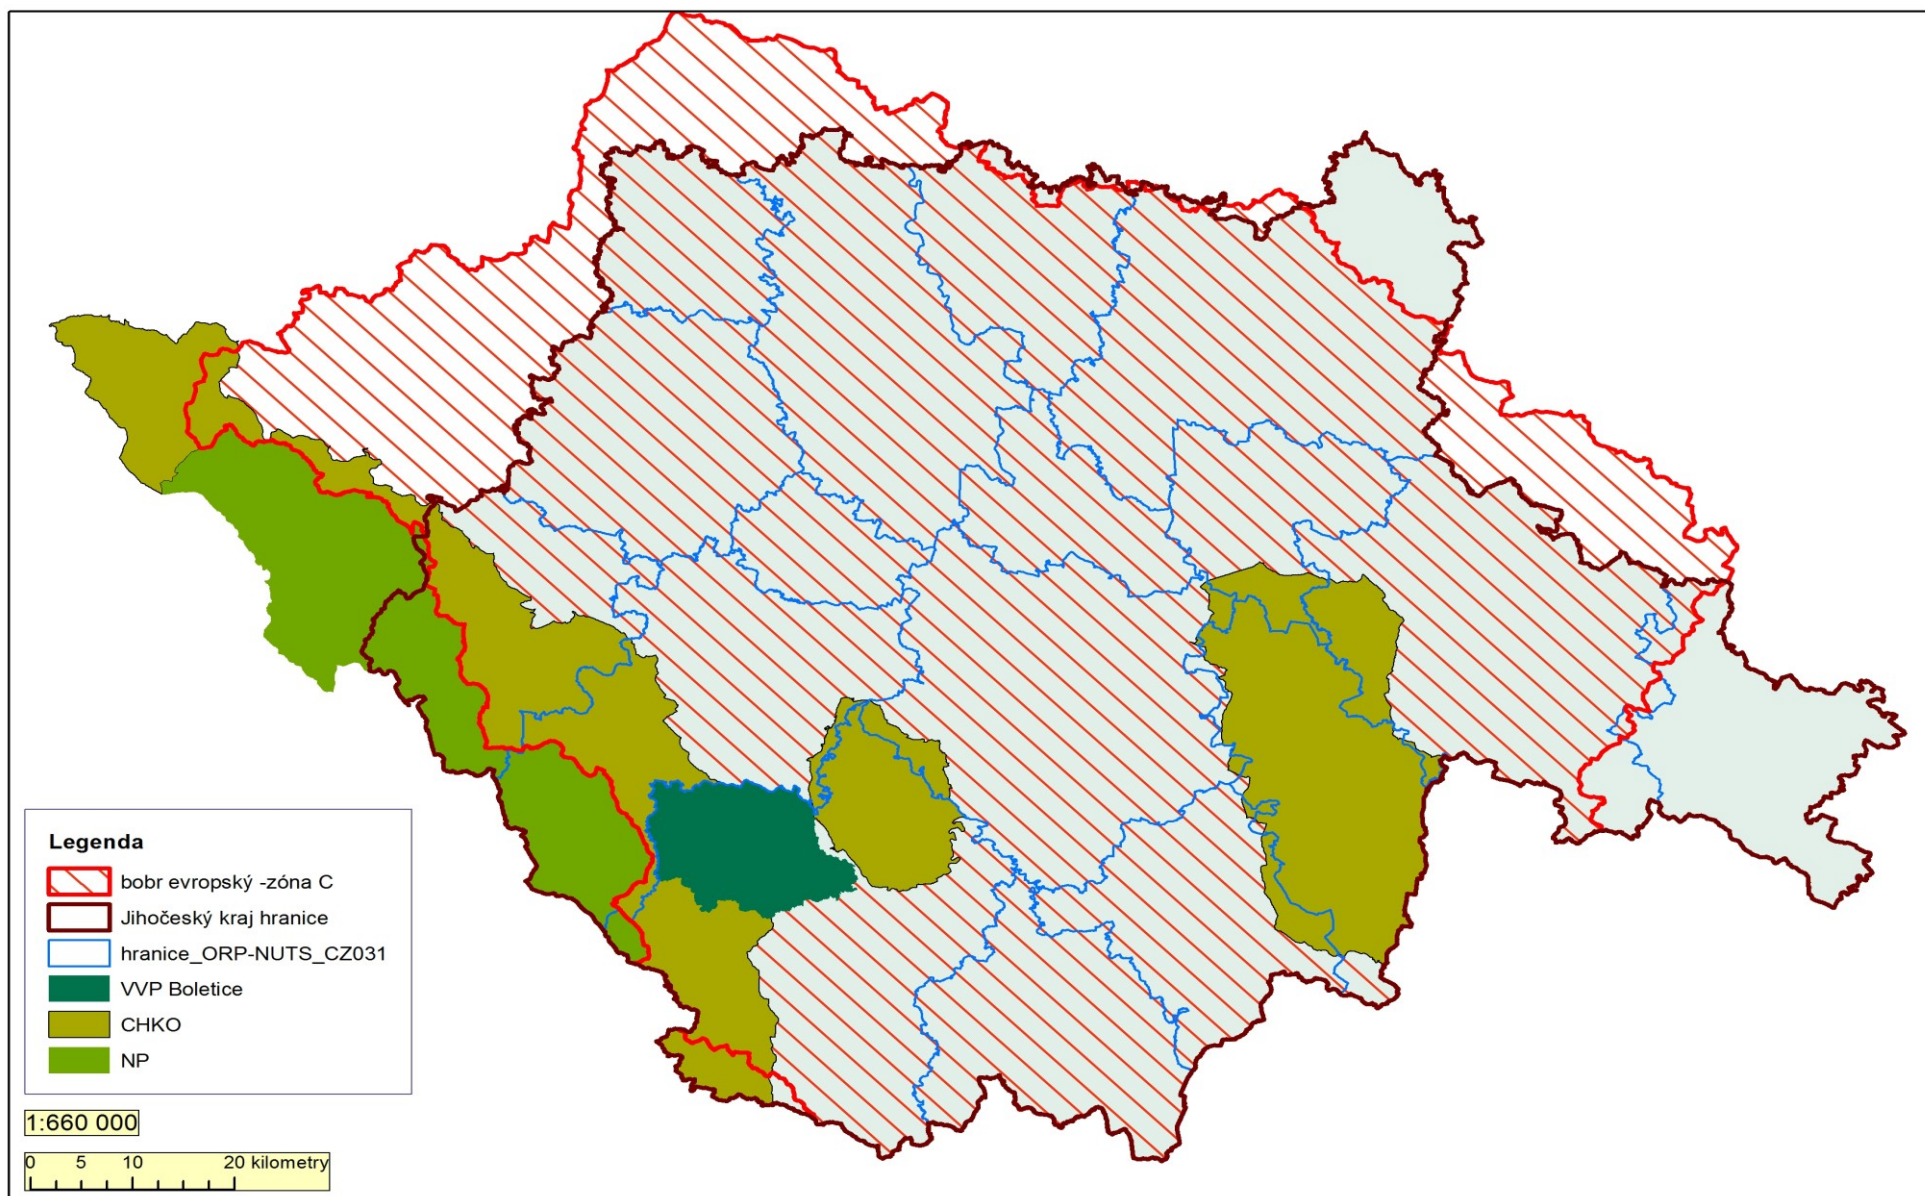 Legenda
bobr evropský -zóna C
Jihočeský kraj hranice
hranice_ORP-NUTS_CZ031
VVP Boletice
CHKO
NP
1:660 000
0 5 10 20 kilometry